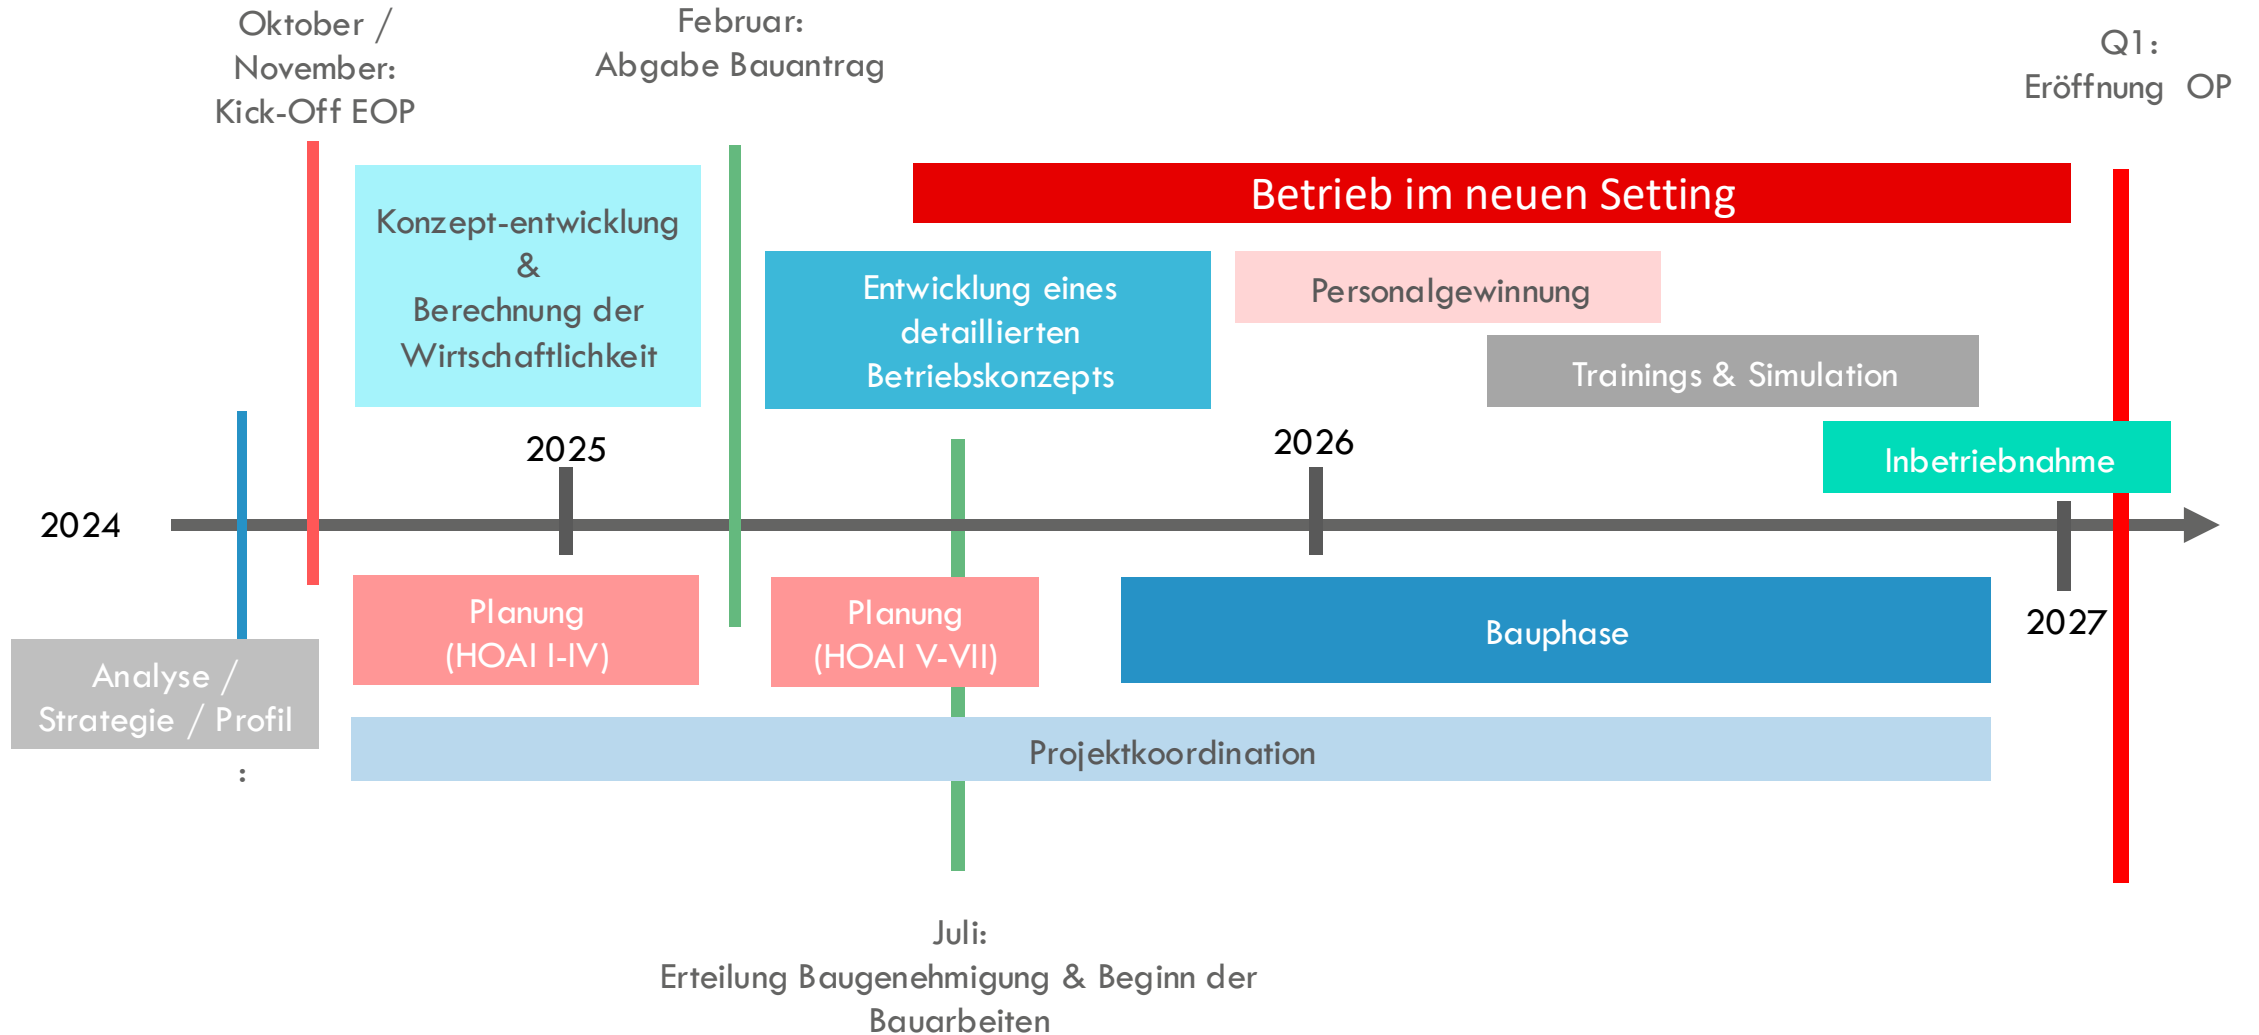 Oktober /
November:
Kick-Off EOP
Februar:
Abgabe Bauantrag
Q1:
Eröffnung OP
Konzept-entwicklung
&
Berechnung der
Wirtschaftlichkeit
Betrieb im neuen Setting
Entwicklung eines
detaillierten
Betriebskonzepts
Personalgewinnung
Trainings & Simulation
Inbetriebnahme
2024
2025
2026
2027
Planung
(HOAI I-IV)
Planung
(HOAI V-VII)
Bauphase
Analyse /
Strategie / Profil
:
Projektkoordination
Juli:
Erteilung Baugenehmigung & Beginn der
Bauarbeiten